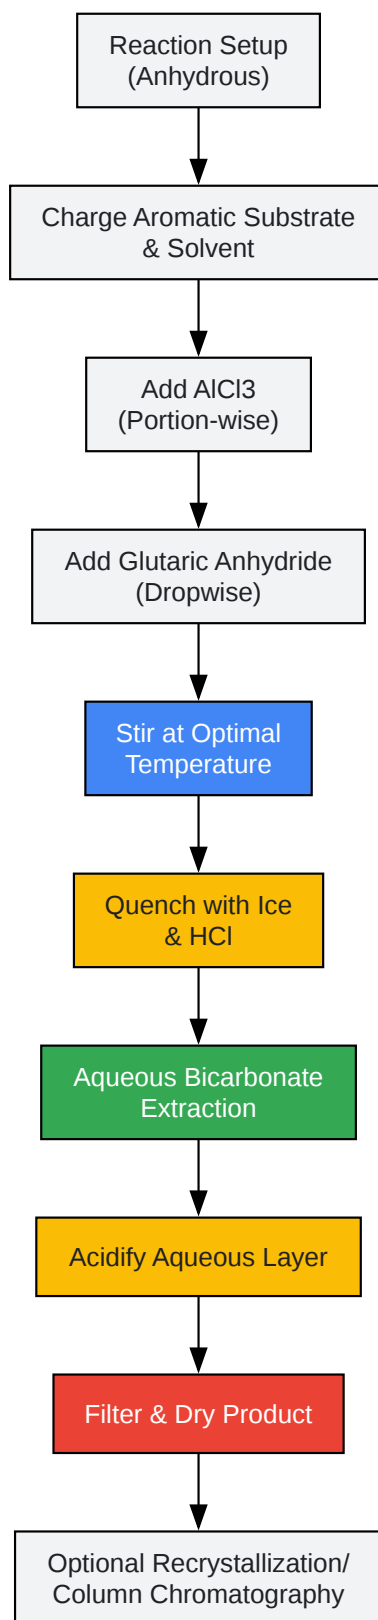 Reaction Setup
(Anhydrous)
Charge Aromatic Substrate
& Solvent
Add AlCl3
(Portion-wise)
Add Glutaric Anhydride
(Dropwise)
Stir at Optimal
Temperature
Quench with Ice
& HCl
Aqueous Bicarbonate
Extraction
Acidify Aqueous Layer
Filter & Dry Product
Optional Recrystallization/
Column Chromatography